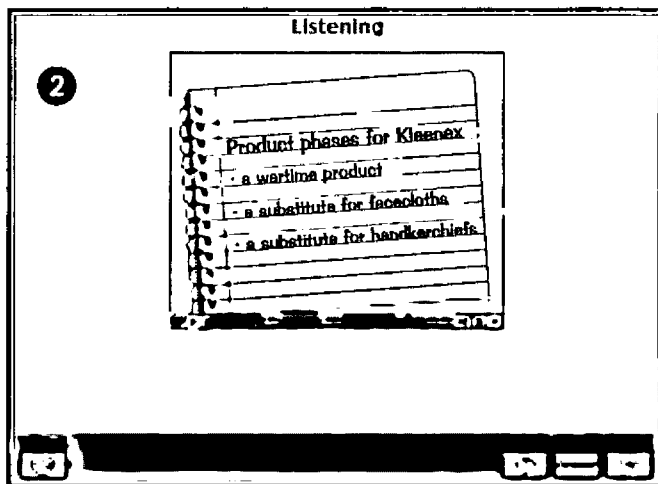 Listening
2
Product phases for Kleenex
- a wartime product
- a substitute for facecloths
- a substitute for handkerchiefs